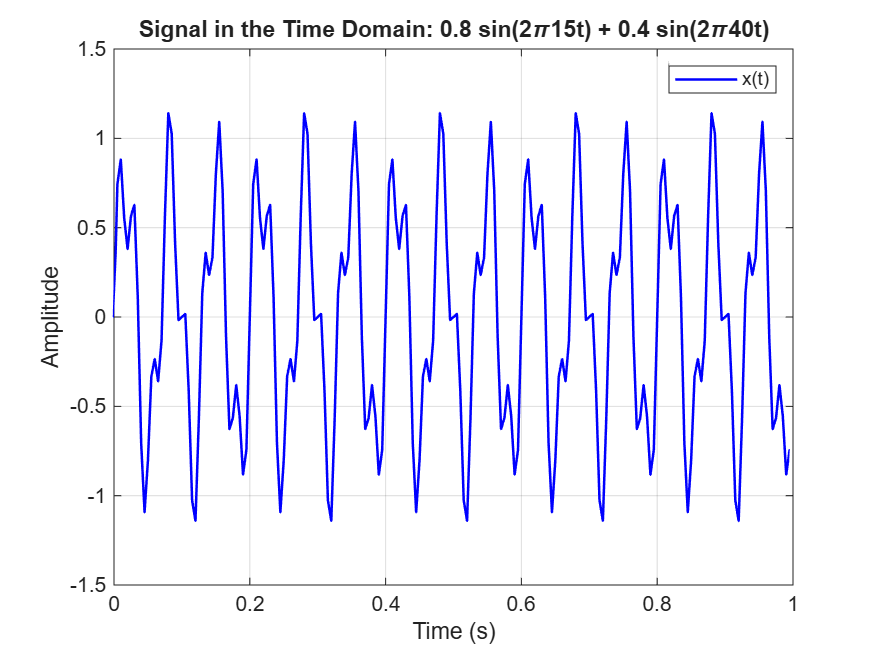 Signal in the Time Domain: 0.8 sin(2π15t) + 0.4 sin(2π40t)
x(t)
1.5
1
0.5
0
-0.5
-1
-1.5
Amplitude
0 0.2 0.4 0.6 0.8 1
Time (s)